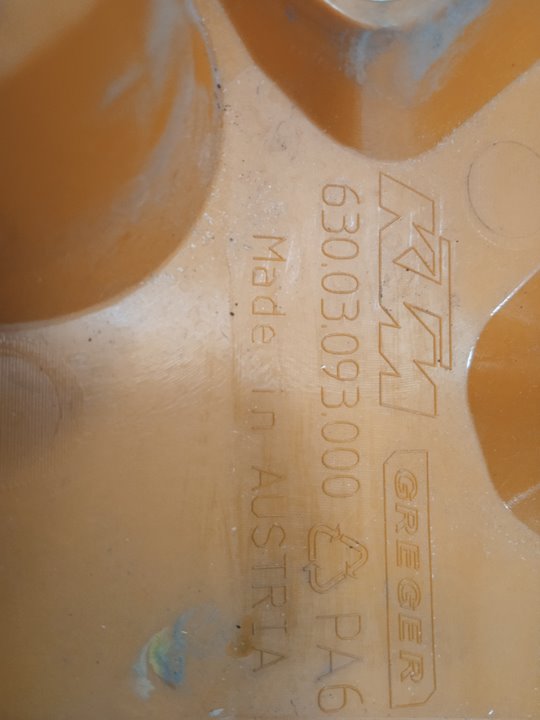 KTM GREGER
630.03.093.000 PA6
Made in AUSTRIA